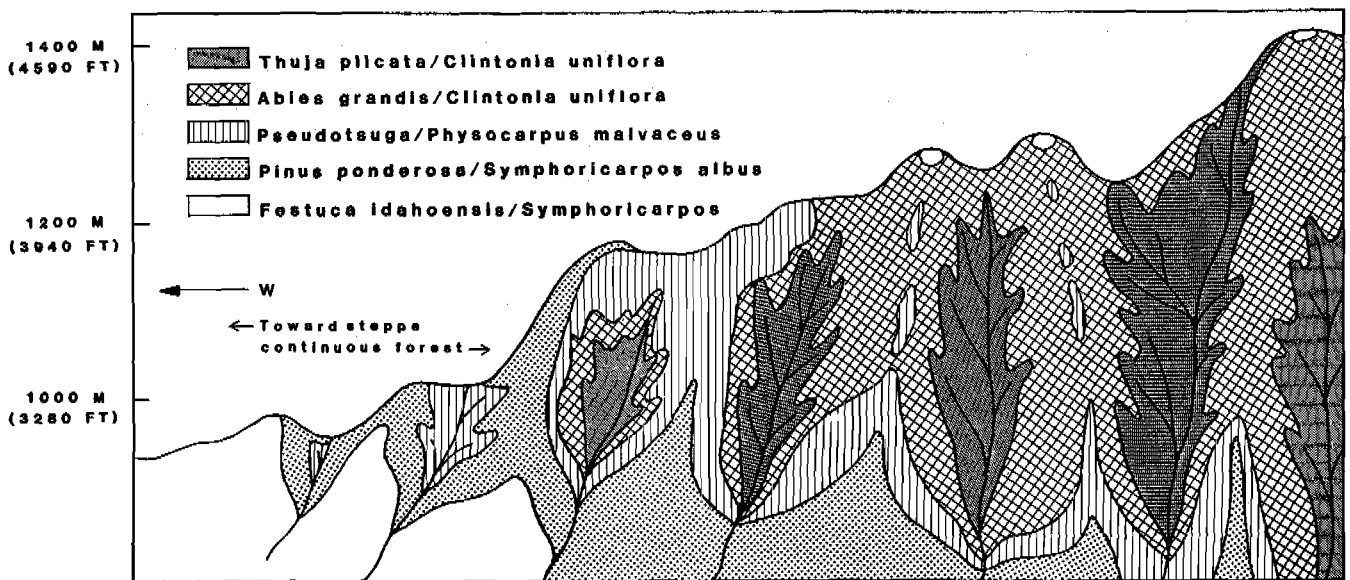 1400 M
(4590 FT)
Thuja plicata/Clintonia uniflora
Abies grandis/Clintonia uniflora
Pseudotsuga/Physocarpus malvaceus
Pinus ponderosa/Symphoricarpos albus
Festuca idahoensis/Symphoricarpos
1200 M
(3940 FT)
W
← Toward steppe
continuous forest →
1000 M
(3280 FT)